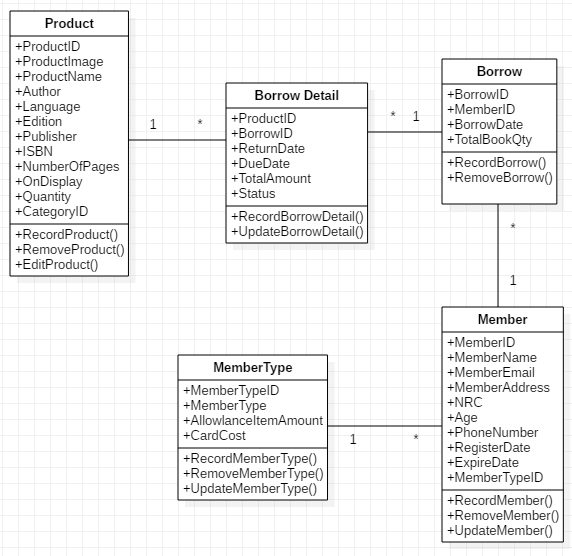 Product
+ProductID
+ProductImage
+ProductName
+Author
+Language
+Edition
+Publisher
+ISBN
+NumberOfPages
+OnDisplay
+Quantity
+CategoryID
+RecordProduct()
+RemoveProduct()
+EditProduct()
1
*
Borrow Detail
+ProductID
+BorrowID
+ReturnDate
+DueDate
+TotalAmount
+Status
+RecordBorrowDetail()
+UpdateBorrowDetail()
*
1
Borrow
+BorrowID
+MemberID
+BorrowDate
+TotalBookQty
+RecordBorrow()
+RemoveBorrow()
*
1
MemberType
+MemberTypeID
+MemberType
+AllowlanceItemAmount
+CardCost
+RecordMemberType()
+RemoveMemberType()
+UpdateMemberType()
1
*
Member
+MemberID
+MemberName
+MemberEmail
+MemberAddress
+NRC
+Age
+PhoneNumber
+RegisterDate
+ExpireDate
+MemberTypeID
+RecordMember()
+RemoveMember()
+UpdateMember()